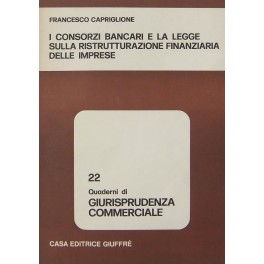 FRANCESCO CAPRIGLIONE
I CONSORZI BANCARI E LA LEGGE
SULLA RISTRUTTURAZIONE FINANZIARIA
DELLE IMPRESE
22
Quaderni di
GIURISPRUDENZA
COMMERCIALE
CASA EDITRICE GIUFFRÈ